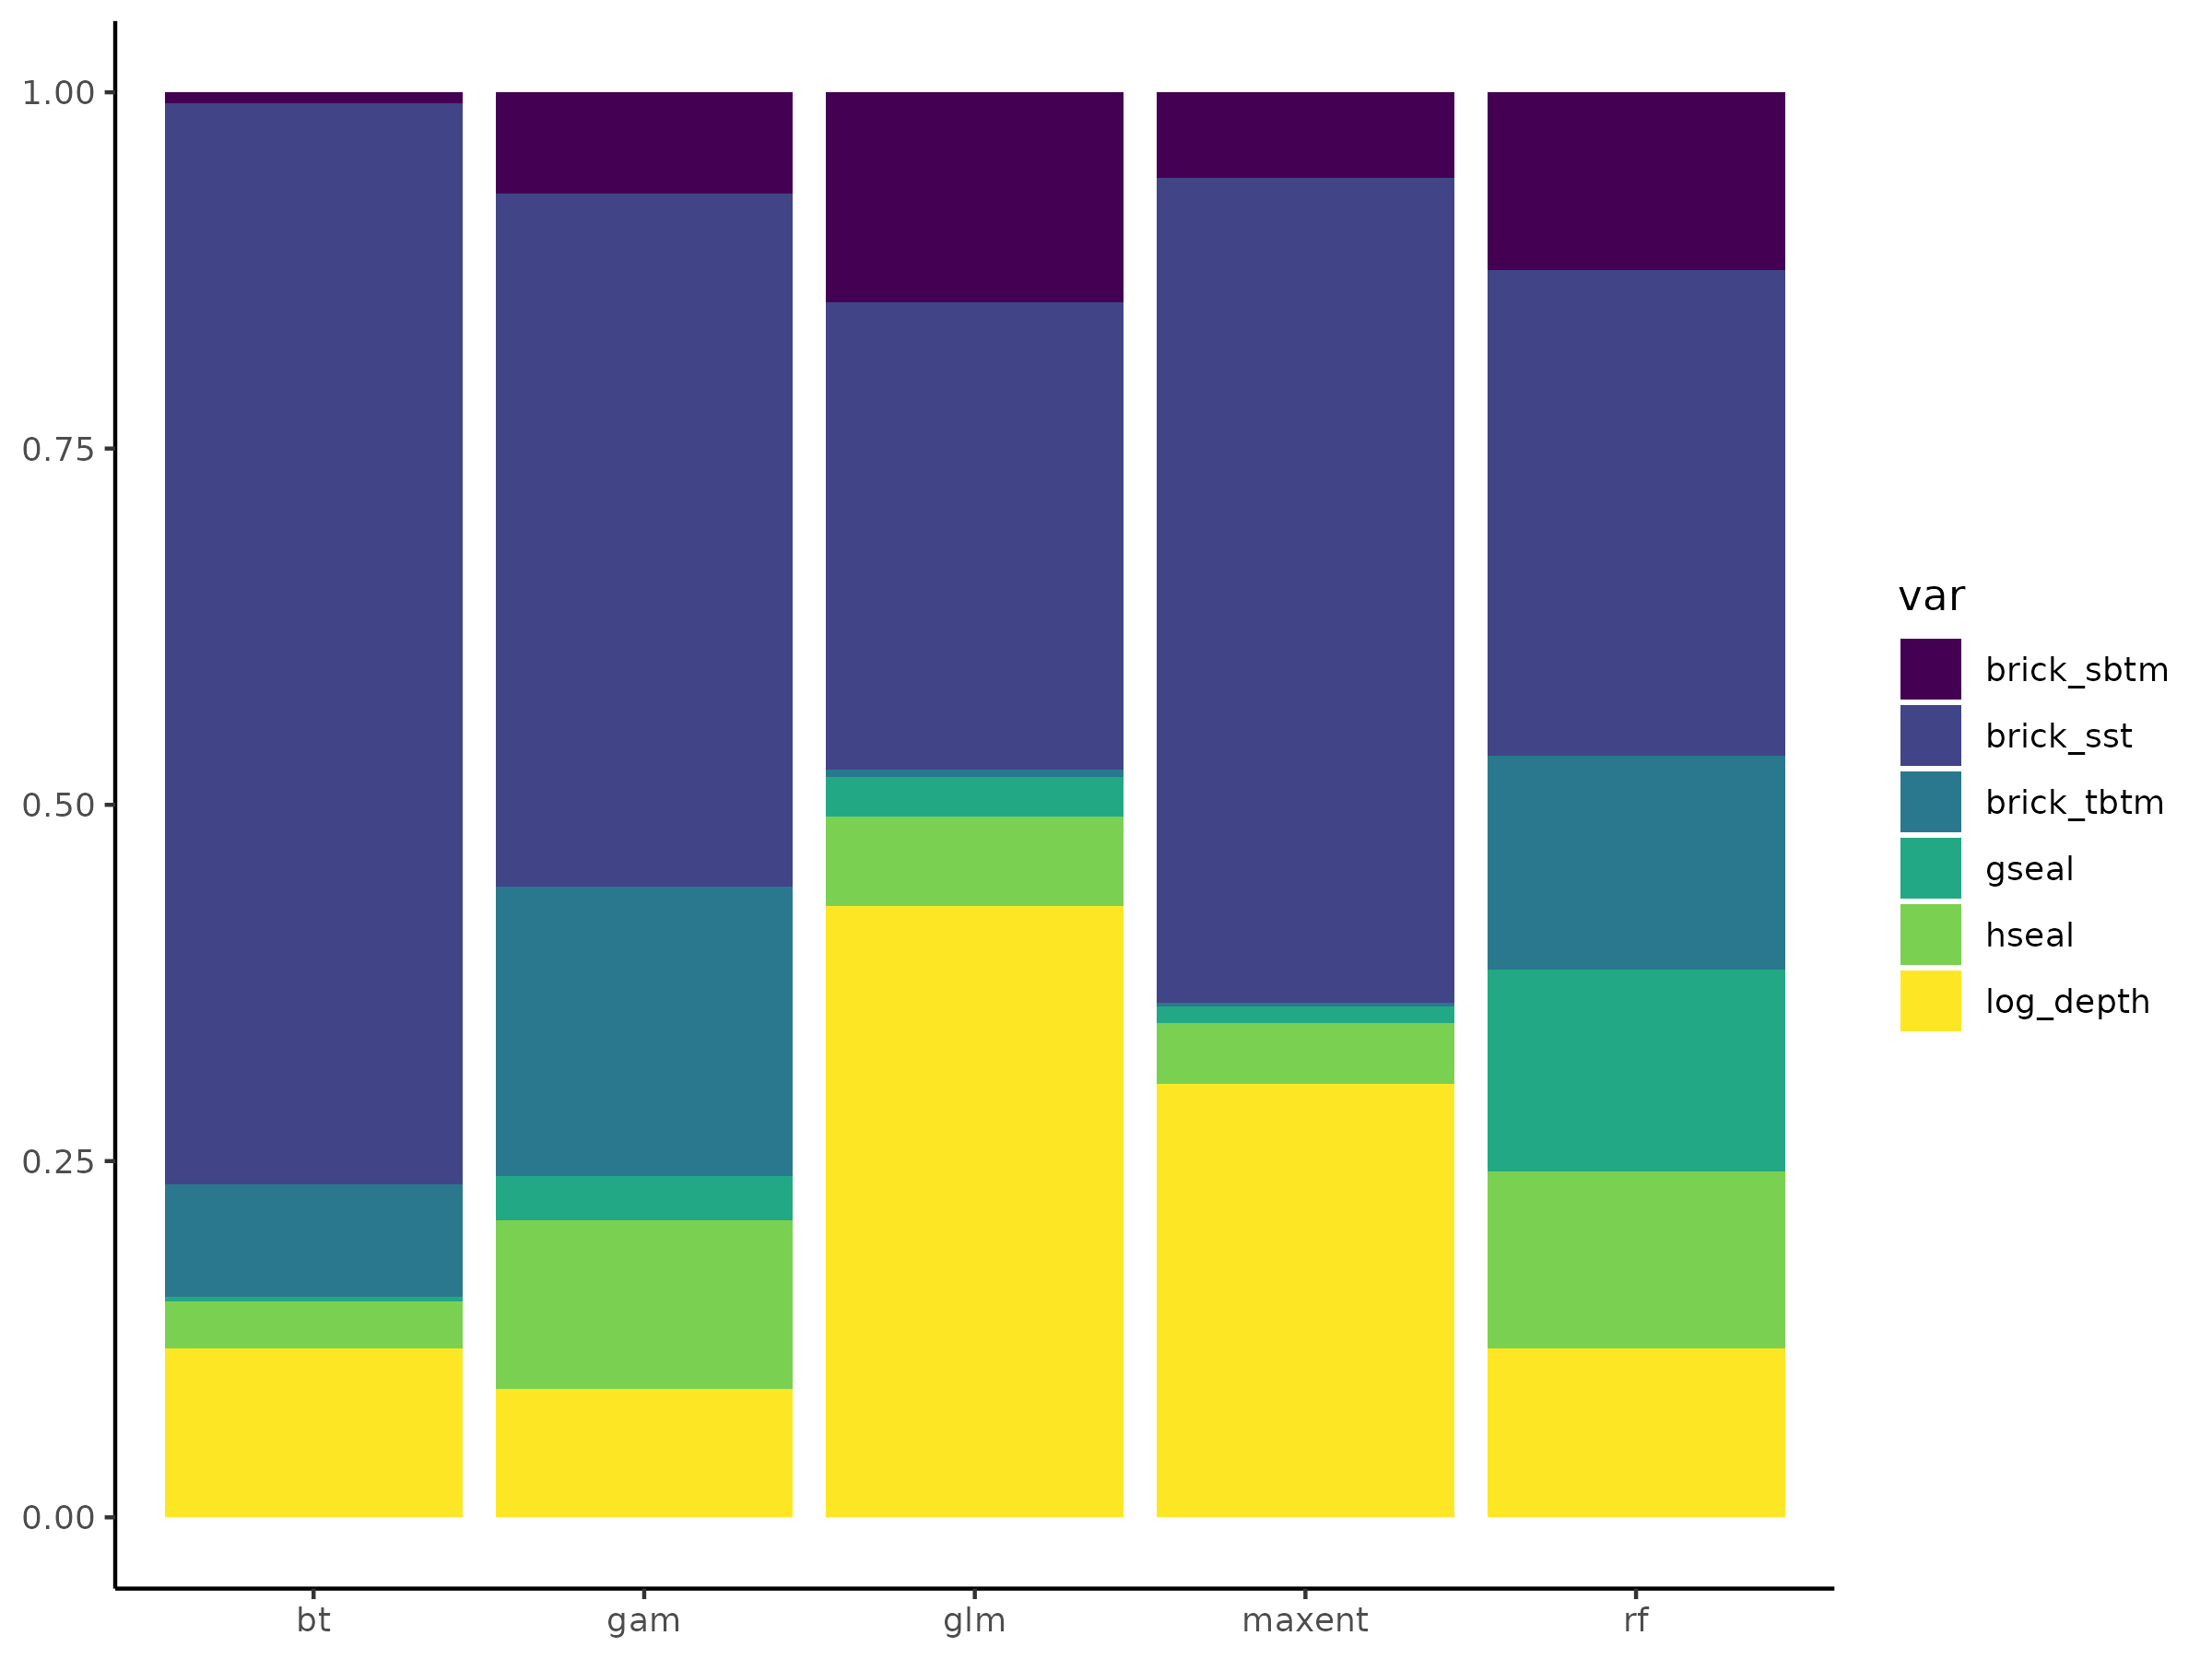 1.00
0.75
0.50
0.25
0.00
bt
gam
glm
maxent
rf
var
brick_sbtm
brick_sst
brick_tbtm
gseal
hseal
log_depth